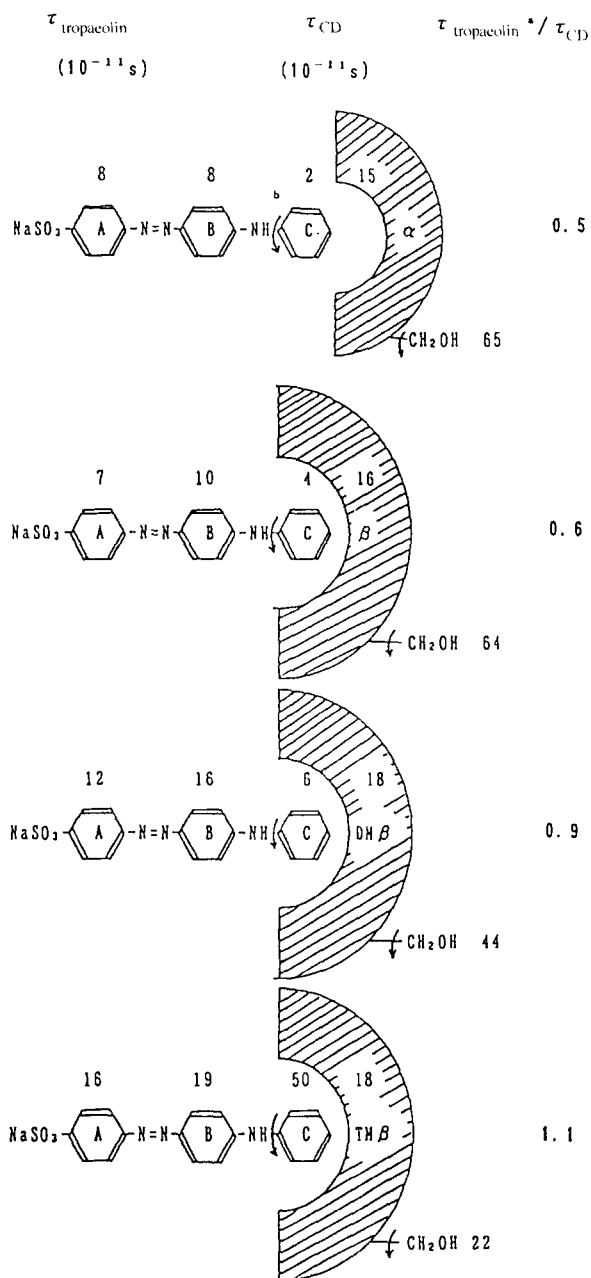 τ tropaeolin τ CD τ tropaeolin ᵃ / τ CD
(10⁻¹¹s) (10⁻¹¹s)
8 8 2 15
b
NaSO₃ A N=N B NH C α 0.5
CH₂OH 65
7 10 4 16
NaSO₃ A N=N B NH C β 0.6
CH₂OH 64
12 16 6 18
NaSO₃ A N=N B NH C DMβ 0.9
CH₂OH 44
16 19 50 18
NaSO₃ A N=N B NH C TMβ 1.1
CH₂OH 22